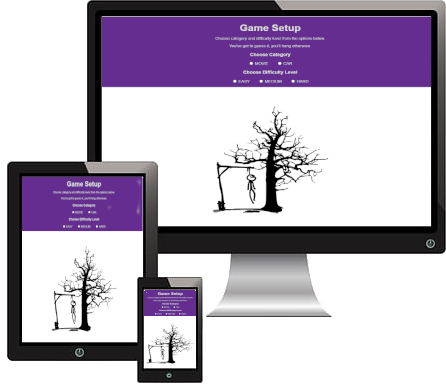 Game Setup
Choose category and difficulty level from the options below
You've got to guess it, you'll hang otherwise
Choose Category
MOVIE CAR
Choose Difficulty Level
EASY MEDIUM HARD
Game Setup
Choose category and difficulty level from the options below
You've got to guess it, you'll hang otherwise
Choose Category
MOVIE CAR
Choose Difficulty Level
EASY MEDIUM HARD
Game Setup
Choose Category
Choose Difficulty Level